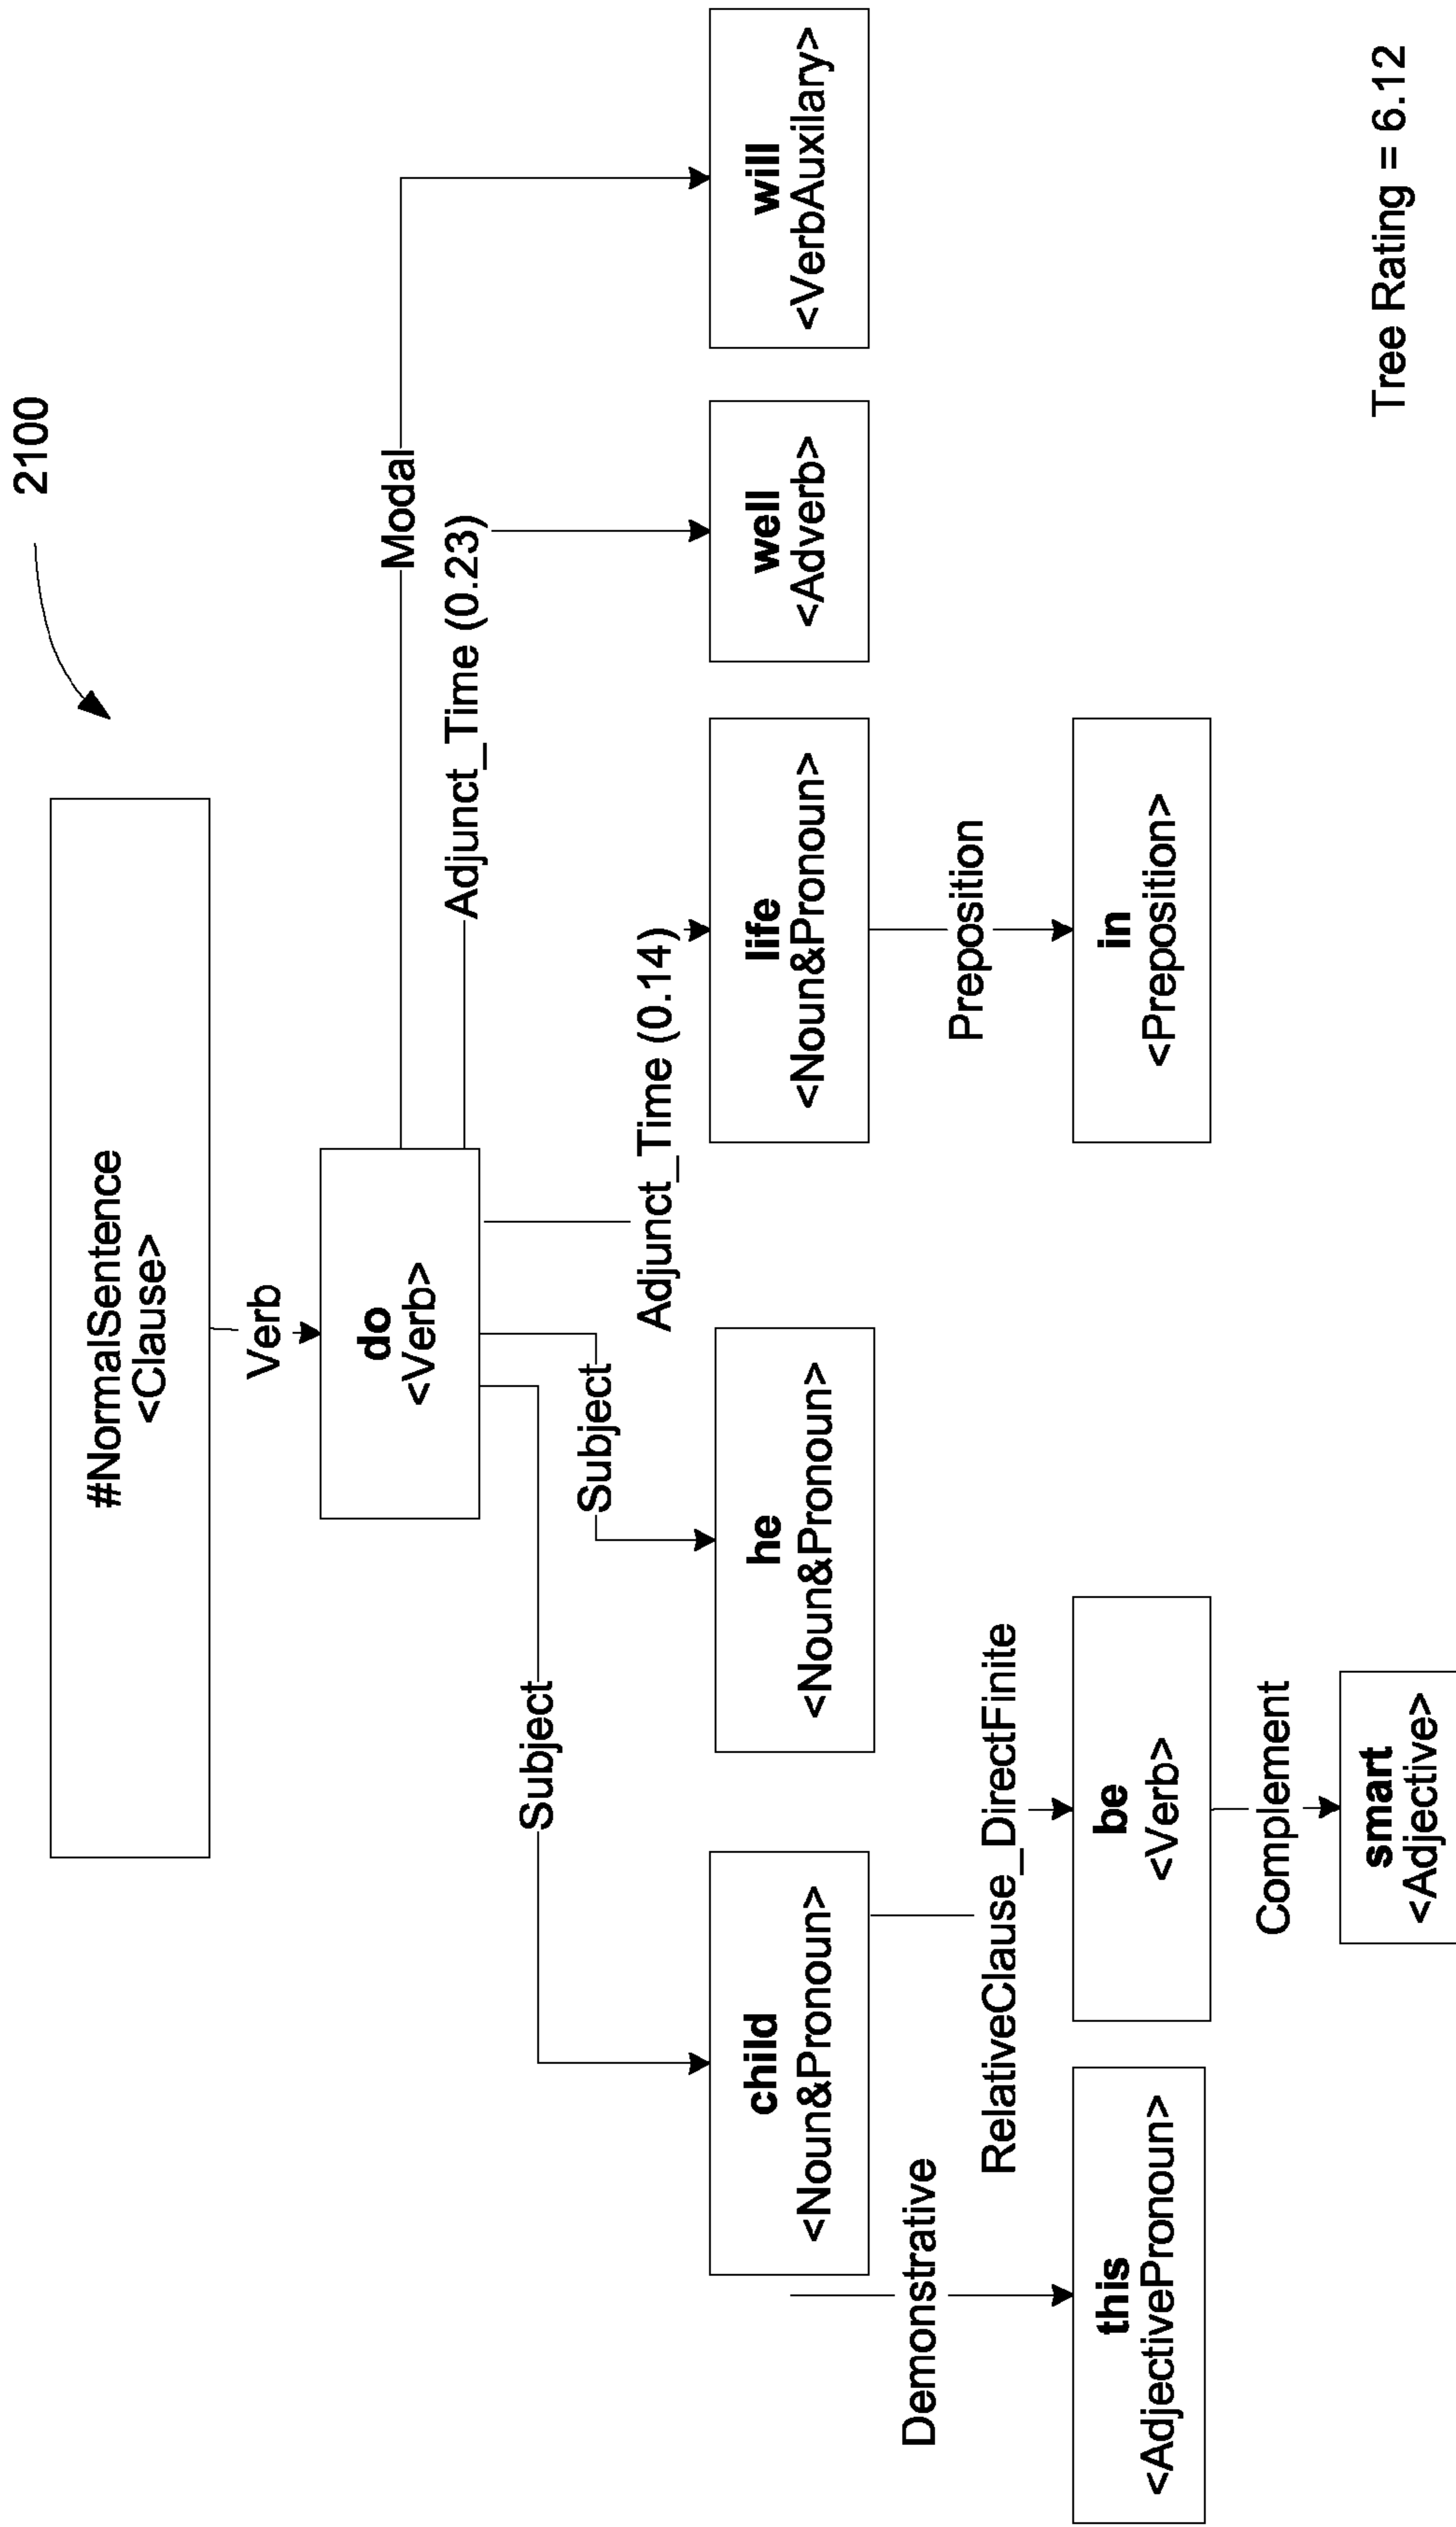 2100
#NormalSentence
<Clause>
Verb
do
<Verb>
Modal
Adjunct_Time (0.23)
Subject
Subject
Adjunct_Time (0.14)
child
<Noun&Pronoun>
he
<Noun&Pronoun>
life
<Noun&Pronoun>
well
<Adverb>
will
<VerbAuxilary>
Demonstrative
RelativeClause_DirectFinite
Preposition
this
<AdjectivePronoun>
be
<Verb>
in
<Preposition>
Complement
smart
<Adjective>
Tree Rating = 6.12